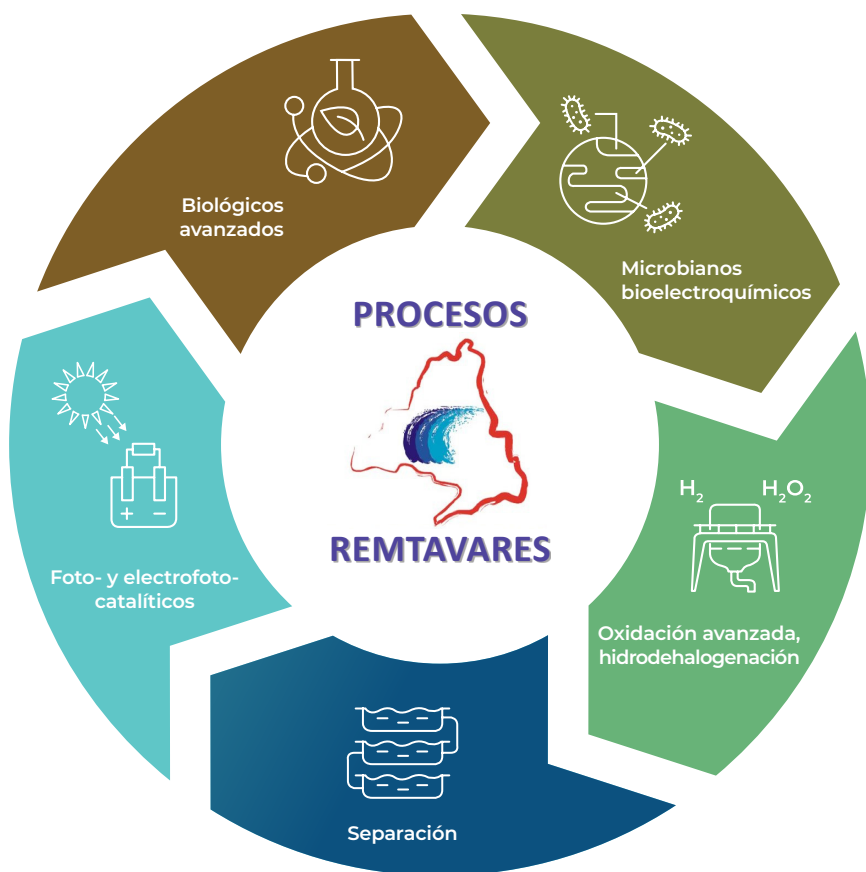 Biológicos
avanzados
Microbianos
bioelectroquímicos
PROCESOS
REMTAVARES
H₂ H₂O₂
Oxidación avanzada,
hidrodehalogenación
Foto- y electrofoto-
catalíticos
+ −
Separación